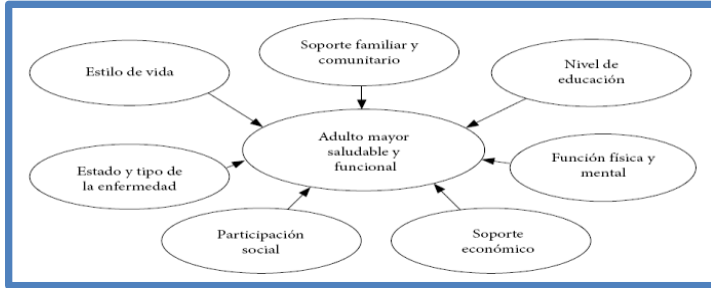 Soporte familiar y
comunitario
Estilo de vida
Nivel de
educación
Adulto mayor
saludable y
funcional
Estado y tipo de
la enfermedad
Función física y
mental
Participación
social
Soporte
económico